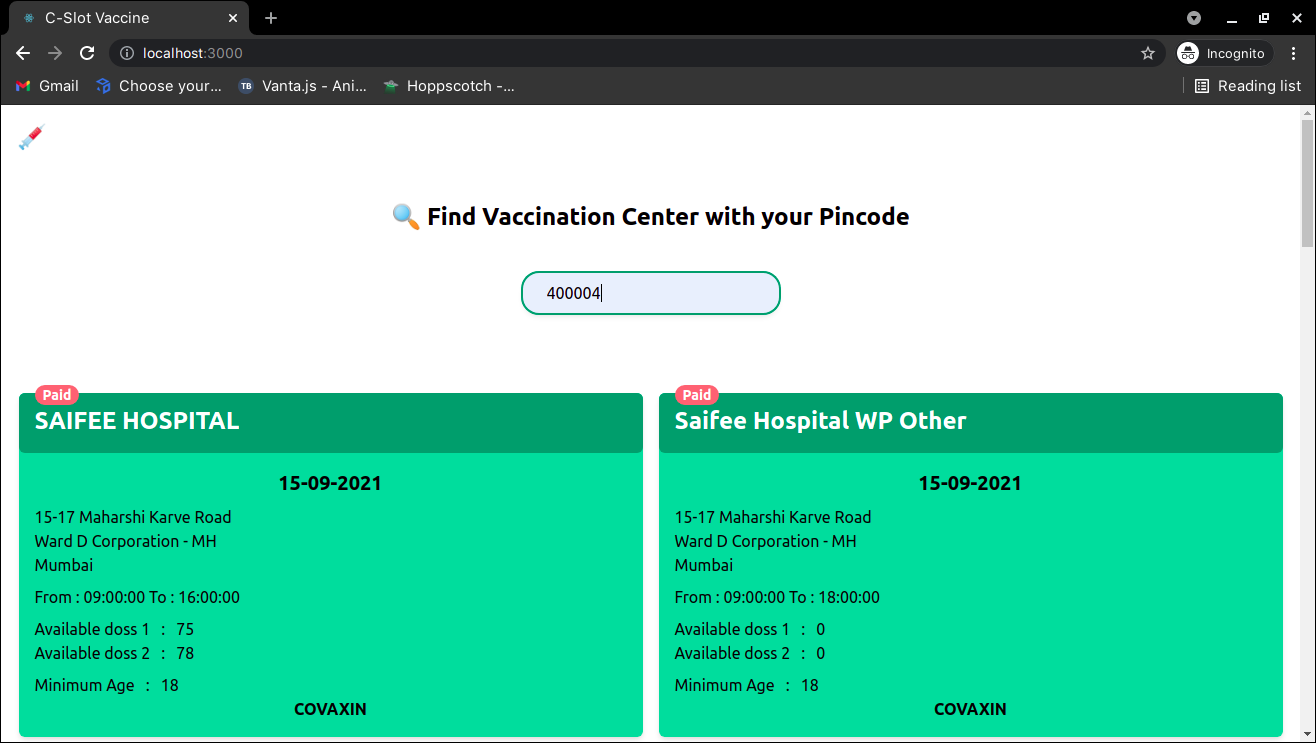 C-Slot Vaccine
localhost:3000
Incognito
Gmail
Choose your...
TB
Vanta.js - Ani...
Hoppscotch -...
Reading list
Find Vaccination Center with your Pincode
400004
Paid
SAIFEE HOSPITAL
15-09-2021
15-17 Maharshi Karve Road
Ward D Corporation - MH
Mumbai
From : 09:00:00 To : 16:00:00
Available doss 1 : 75
Available doss 2 : 78
Minimum Age : 18
COVAXIN
Paid
Saifee Hospital WP Other
15-09-2021
15-17 Maharshi Karve Road
Ward D Corporation - MH
Mumbai
From : 09:00:00 To : 18:00:00
Available doss 1 : 0
Available doss 2 : 0
Minimum Age : 18
COVAXIN